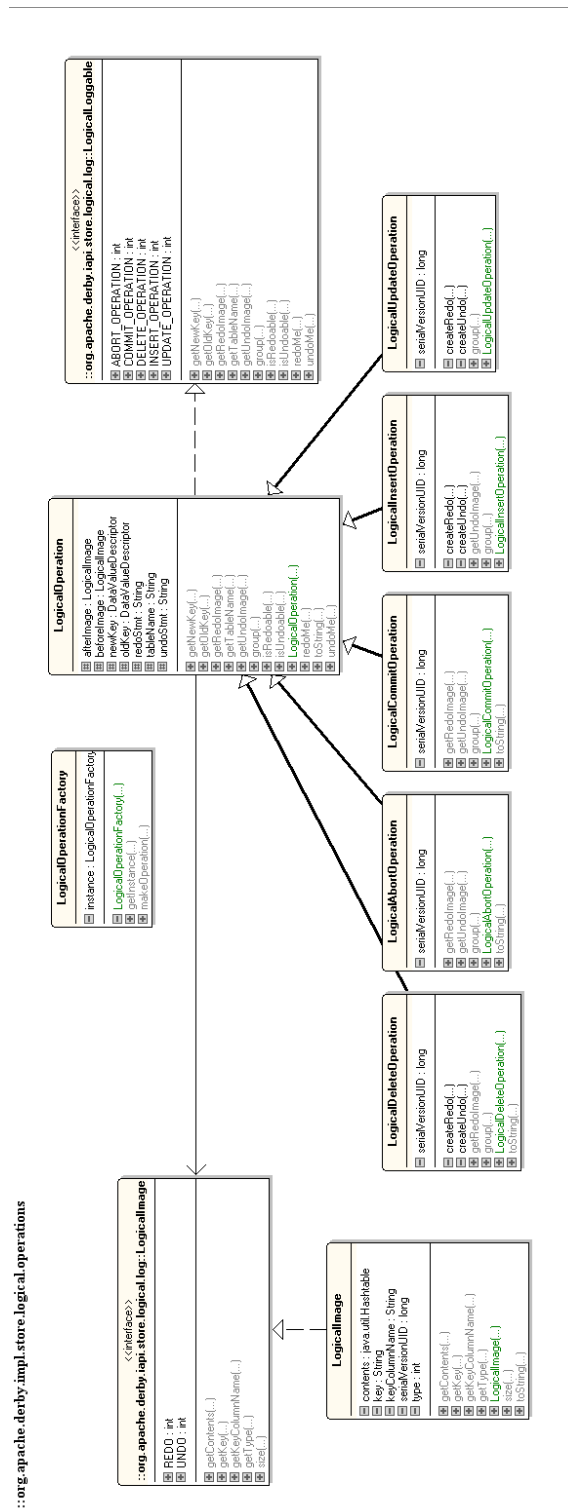 ::org.apache.derby.impl.store.logical.operations
<<interface>>
::org.apache.derby.iapi.store.logical.log::LogicalImage
REDO : int
UNDO : int
getContents(...)
getKey(...)
getKeyColumnName(...)
getType(...)
size(...)
LogicalImage
contents : java.util.Hashtable
key : String
keyColumnName : String
serialVersionUID : long
type : int
getContents(...)
getKey(...)
getKeyColumnName(...)
getType(...)
LogicalImage(...)
size(...)
toString(...)
LogicalOperationFactory
instance : LogicalOperationFactory
LogicalOperationFactory(...)
getInstance(...)
makeOperation(...)
LogicalOperation
afterImage : LogicalImage
beforeImage : LogicalImage
newKey : DataValueDescriptor
oldKey : DataValueDescriptor
redoStmt : String
tableName : String
undoStmt : String
getNewKey(...)
getOldKey(...)
getRedoImage(...)
getTableName(...)
getUndoImage(...)
group(...)
isRedoable(...)
isUndoable(...)
LogicalOperation(...)
redoMe(...)
toString(...)
undoMe(...)
<<interface>>
::org.apache.derby.iapi.store.logical.log::LogicalLoggable
ABORT_OPERATION : int
COMMIT_OPERATION : int
DELETE_OPERATION : int
INSERT_OPERATION : int
UPDATE_OPERATION : int
getNewKey(...)
getOldKey(...)
getRedoImage(...)
getTableName(...)
getUndoImage(...)
group(...)
isRedoable(...)
isUndoable(...)
redoMe(...)
undoMe(...)
LogicalDeleteOperation
serialVersionUID : long
createRedo(...)
createUndo(...)
getRedoImage(...)
group(...)
LogicalDeleteOperation(...)
toString(...)
LogicalAbortOperation
serialVersionUID : long
getRedoImage(...)
getUndoImage(...)
group(...)
LogicalAbortOperation(...)
toString(...)
LogicalCommitOperation
serialVersionUID : long
getRedoImage(...)
getUndoImage(...)
group(...)
LogicalCommitOperation(...)
toString(...)
LogicalInsertOperation
serialVersionUID : long
createRedo(...)
createUndo(...)
getUndoImage(...)
group(...)
LogicalInsertOperation(...)
LogicalUpdateOperation
serialVersionUID : long
createRedo(...)
createUndo(...)
group(...)
LogicalUpdateOperation(...)